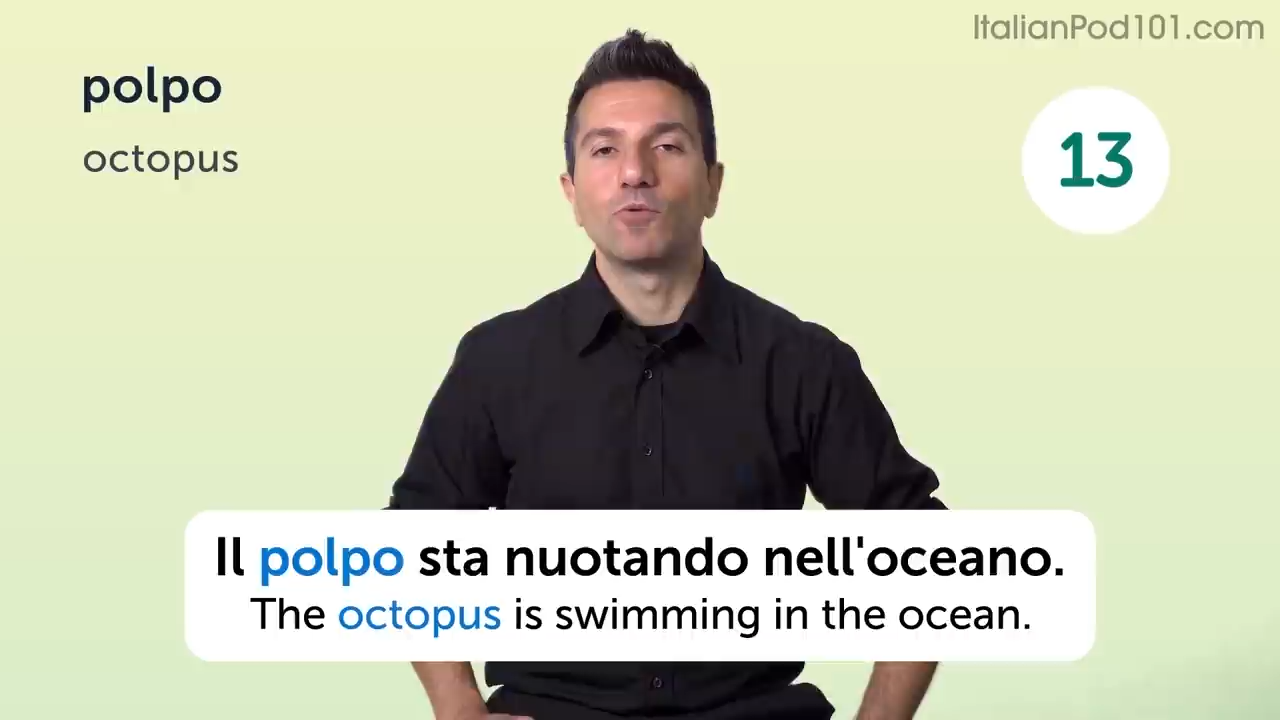 ItalianPod101.com
polpo
octopus
13
Il polpo sta nuotando nell'oceano.
The octopus is swimming in the ocean.